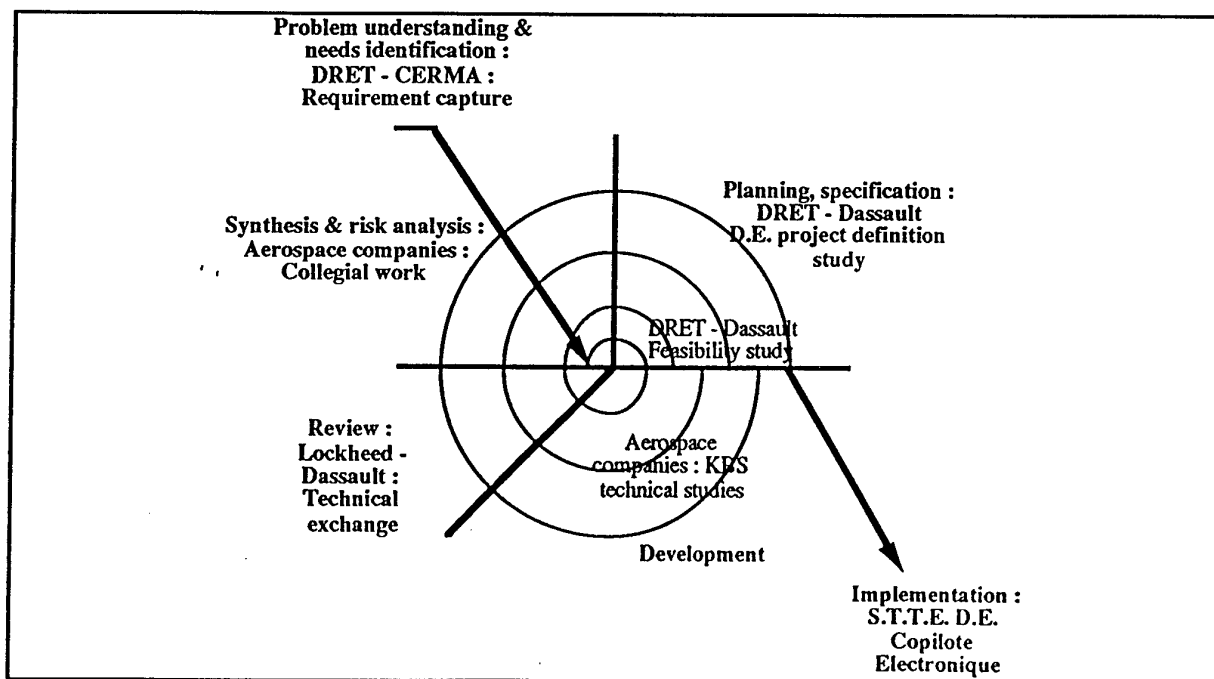 Problem understanding &
needs identification :
DRET - CERMA :
Requirement capture
Planning, specification :
DRET - Dassault
D.E. project definition
study
Synthesis & risk analysis :
Aerospace companies :
Collegial work
DRET - Dassault
Feasibility study
Review :
Lockheed -
Dassault :
Technical
exchange
Aerospace
companies : KBS
technical studies
Development
Implementation :
S.T.T.E. D.E.
Copilote
Electronique